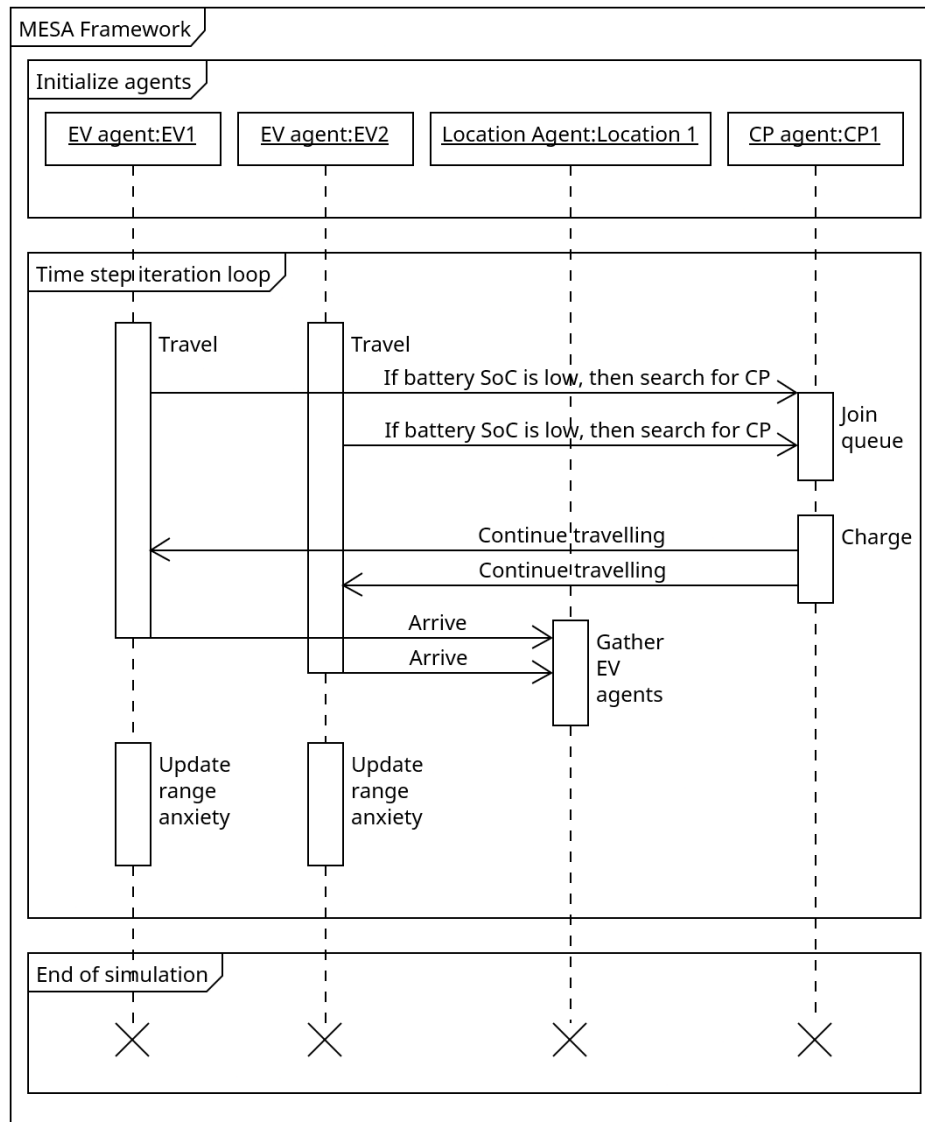 MESA Framework
Initialize agents
EV agent:EV1
EV agent:EV2
Location Agent:Location 1
CP agent:CP1
Time step iteration loop
Travel
Travel
If battery SoC is low, then search for CP
Join
queue
If battery SoC is low, then search for CP
Continue travelling
Charge
Continue travelling
Arrive
Gather
EV
agents
Arrive
Update
range
anxiety
Update
range
anxiety
End of simulation